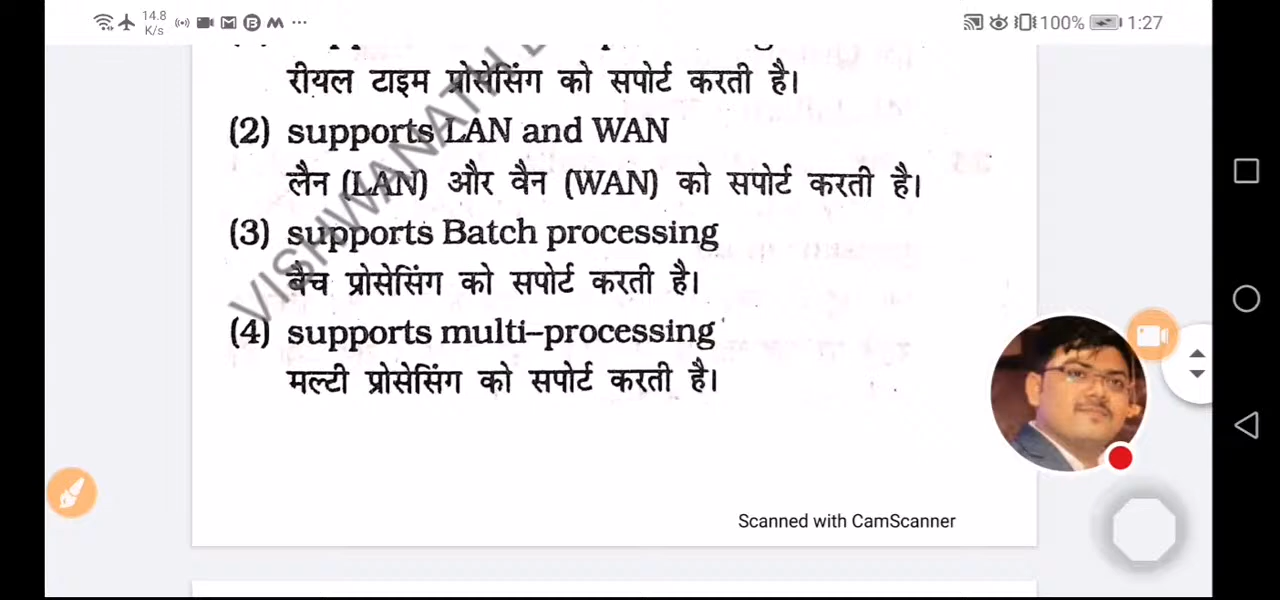 14.8
K/s
100% 1:27
रीयल टाइम प्रोसेसिंग को सपोर्ट करती है।
(2) supports LAN and WAN
लैन (LAN) और वैन (WAN) को सपोर्ट करती है।
(3) supports Batch processing
बैच प्रोसेसिंग को सपोर्ट करती है।
(4) supports multi-processing
मल्टी प्रोसेसिंग को सपोर्ट करती है।
VISHWANATH
Scanned with CamScanner